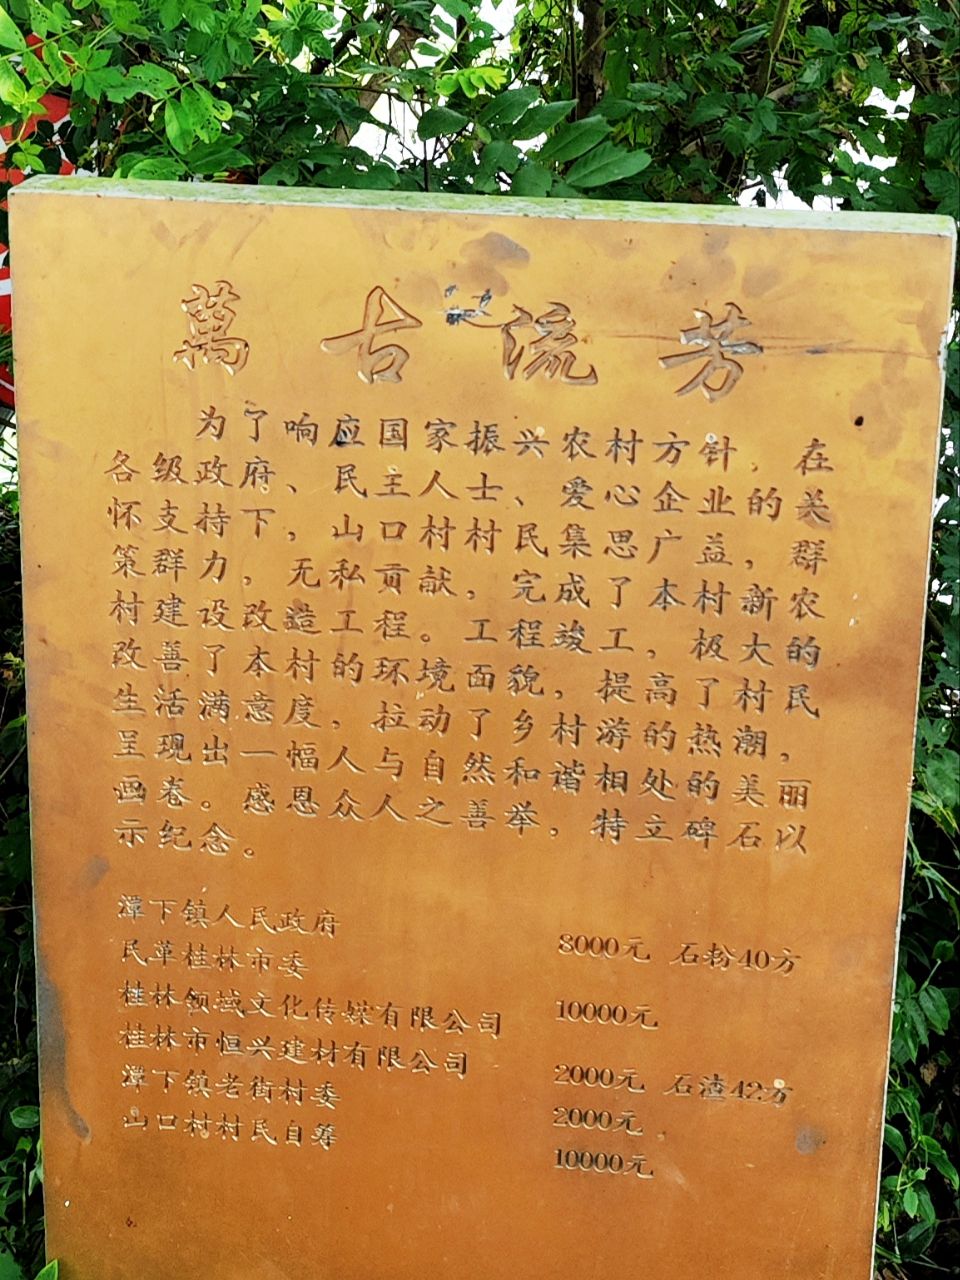 萬古流芳
为了响应国家振兴农村方针,在
各级政府、民主人士、爱心企业的关
怀支持下,山口村村民集思广益,群
策群力,无私贡献,完成了本村新农
村建设改造工程。工程竣工,极大的
改善了本村的环境面貌,提高了村民
生活满意度,拉动了乡村游的热潮,
呈现出一幅人与自然和谐相处的美丽
画卷。感恩众人之善举,特立碑石以
示纪念。
潭下镇人民政府 8000元 石粉40方
民革桂林市委
桂林领域文化传媒有限公司 10000元
桂林市恒兴建材有限公司 2000元 石渣42方
潭下镇老街村委 2000元
山口村村民自筹 10000元